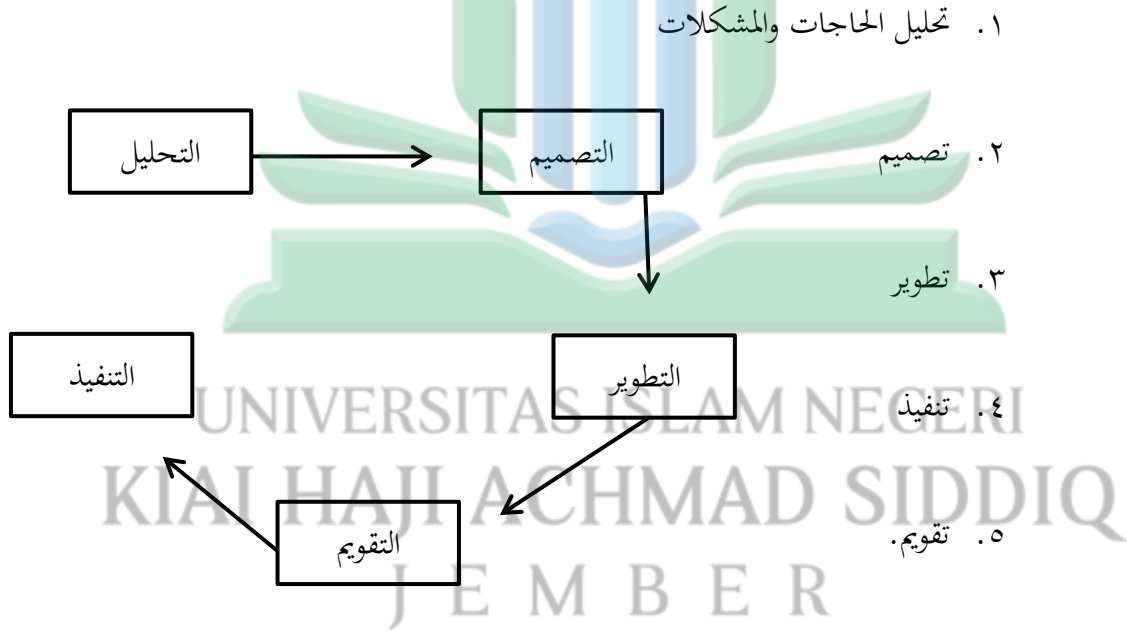 ١. تحليل الحاجات والمشكلات
٢. تصميم
التصميم
التحليل
٣. تطوير
التطوير
التنفيذ
٤. تنفيذ
UNIVERSITAS ISLAM NEGERI
KIAI HAJI ACHMAD SIDDIQ
٥. تقويم.
التقويم
JEMBER